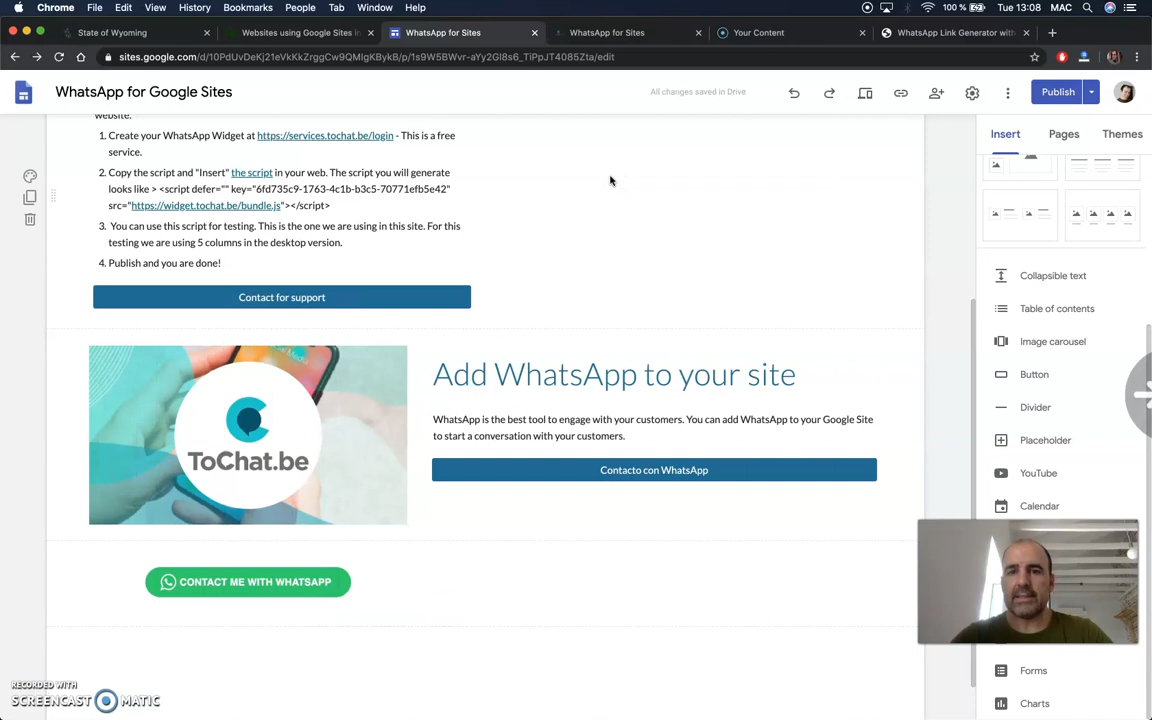 Chrome File Edit View History Bookmarks People Tab Window Help 100 % Tue 13:08 MAC
State of Wyoming Websites using Google Sites in WhatsApp for Sites WhatsApp for Sites Your Content WhatsApp Link Generator with
sites.google.com/d/10PdUvDeKj21eVkKkZrggCw9QMIgKBykB/p/1s9W5BWvr-aYy2Gl8s6_TiPpJT4085Zta/edit
WhatsApp for Google Sites All changes saved in Drive Publish
Insert Pages Themes
website.
1. Create your WhatsApp Widget at https://services.tochat.be/login - This is a free
service.
2. Copy the script and "Insert" the script in your web. The script you will generate
looks like > <script defer="" key="6fd735c9-1763-4c1b-b3c5-70771efb5e42"
src="https://widget.tochat.be/bundle.js"></script>
3. You can use this script for testing. This is the one we are using in this site. For this
testing we are using 5 columns in the desktop version.
4. Publish and you are done!
Contact for support
ToChat.be
Add WhatsApp to your site
WhatsApp is the best tool to engage with your customers. You can add WhatsApp to your Google Site
to start a conversation with your customers.
Contacto con WhatsApp
CONTACT ME WITH WHATSAPP
Collapsible text
Table of contents
Image carousel
Button
Divider
Placeholder
YouTube
Calendar
Forms
Charts
RECORDED WITH
SCREENCAST MATIC